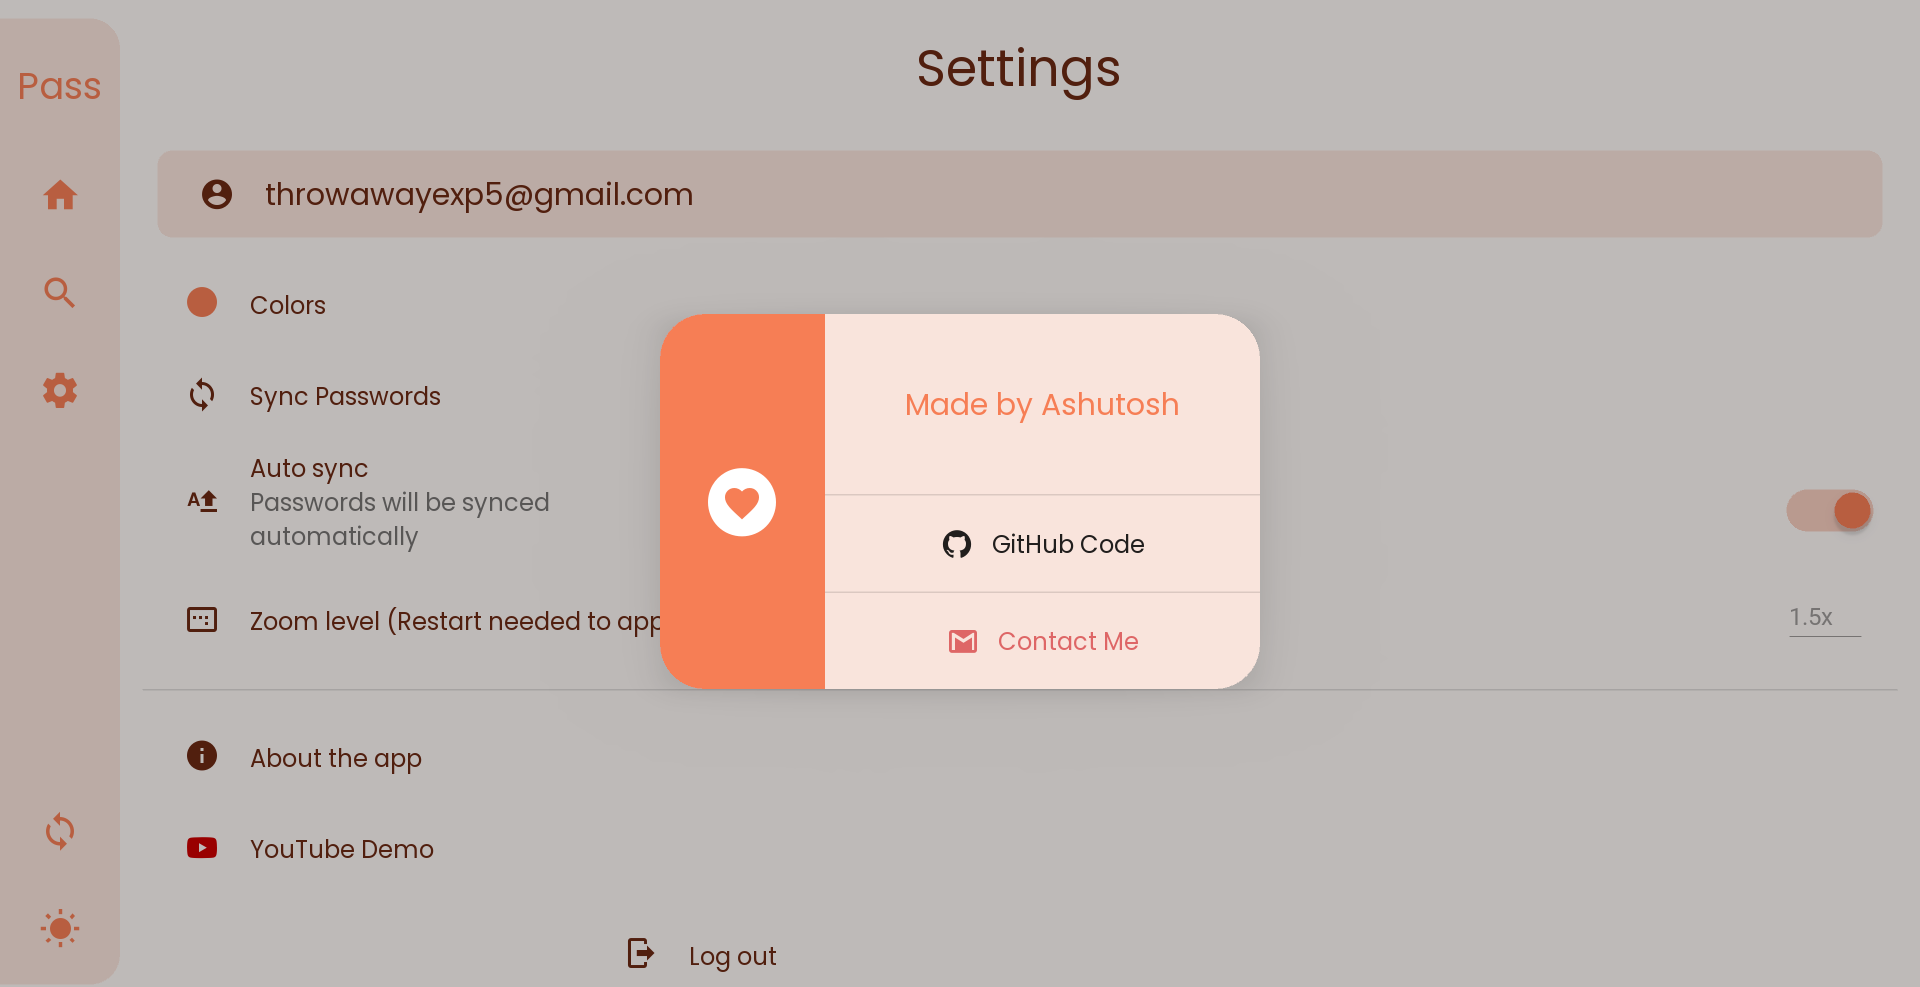 Pass
Settings
throwawayexp5@gmail.com
Colors
Sync Passwords
Auto sync
Passwords will be synced
automatically
Zoom level (Restart needed to app
1.5x
Made by Ashutosh
GitHub Code
Contact Me
About the app
YouTube Demo
Log out